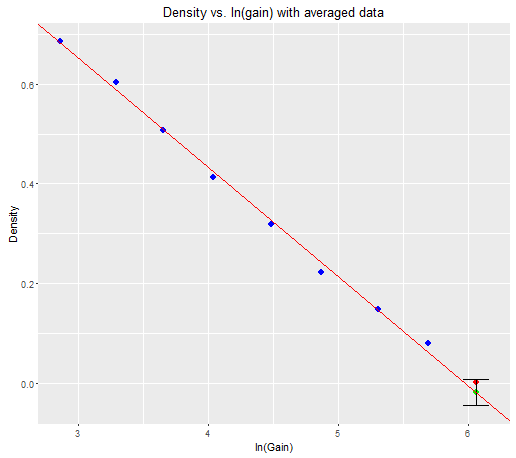 Density vs. ln(gain) with averaged data
Density
0.6
0.4
0.2
0.0
3 4 5 6
ln(Gain)